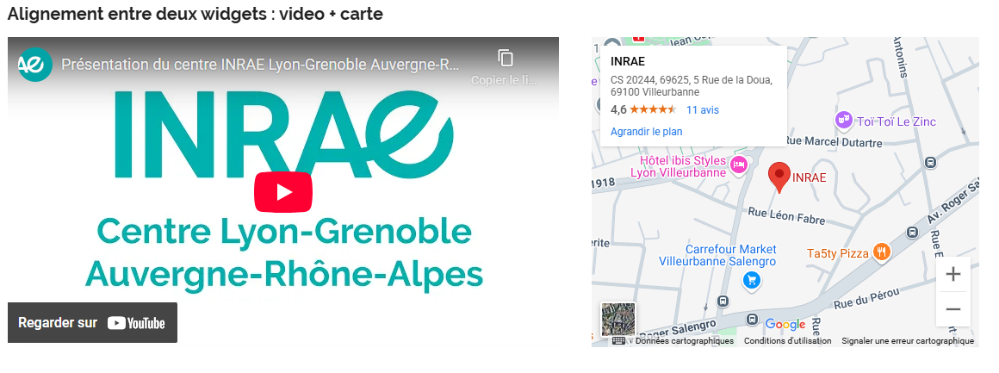 Alignement entre deux widgets : video + carte
Présentation du centre INRAE Lyon-Grenoble Auvergne-R...
Copier le li...
INRAE
Centre Lyon-Grenoble
Auvergne-Rhône-Alpes
Regarder sur YouTube
INRAE
CS 20244, 69625, 5 Rue de la Doua,
69100 Villeurbanne
4,6 11 avis
Agrandir le plan
Antonins
Toï Toï Le Zinc
Rue Marcel Dutartre
Hôtel ibis Styles
Lyon Villeurbanne
INRAE
1918
Av. Roger Sal
Rue Léon Fabre
erite
Carrefour Market
Villeurbanne Salengro
Ta5ty Pizza
Rue E
Rue du Pérou
Roger Salengro
Google
Données cartographiques
Conditions d'utilisation
Signaler une erreur cartographique